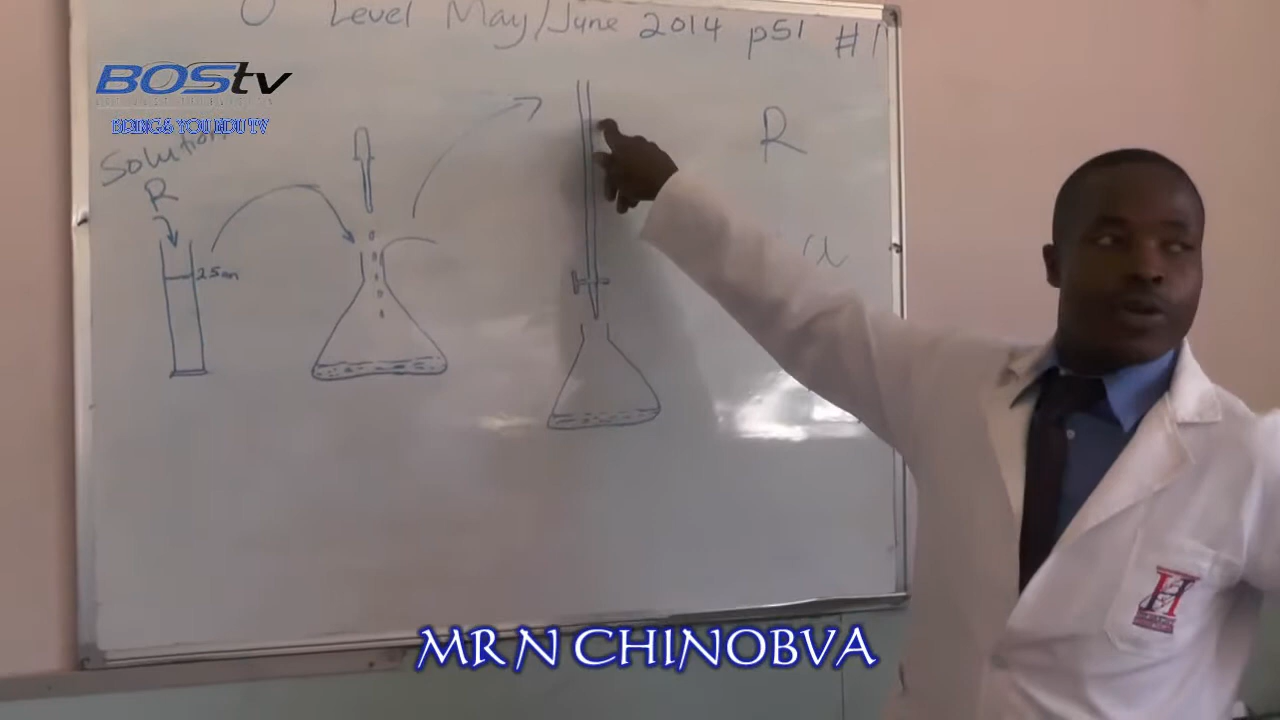 O Level May/June 2014 p51 #1
BOStv
BRINGS YOU EDU TV
Solution
R
25cm
R
MR N CHINOBVA